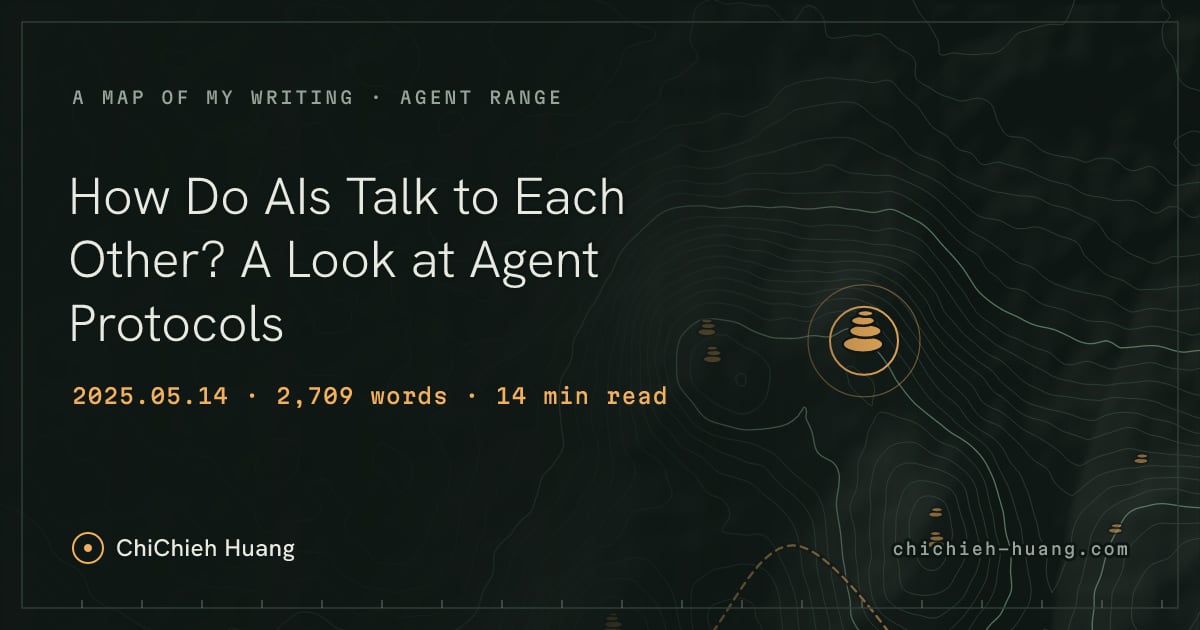 A MAP OF MY WRITING · AGENT RANGE
How Do AIs Talk to Each
Other? A Look at Agent
Protocols
2025.05.14 · 2,709 words · 14 min read
ChiChieh Huang
chichieh-huang.com